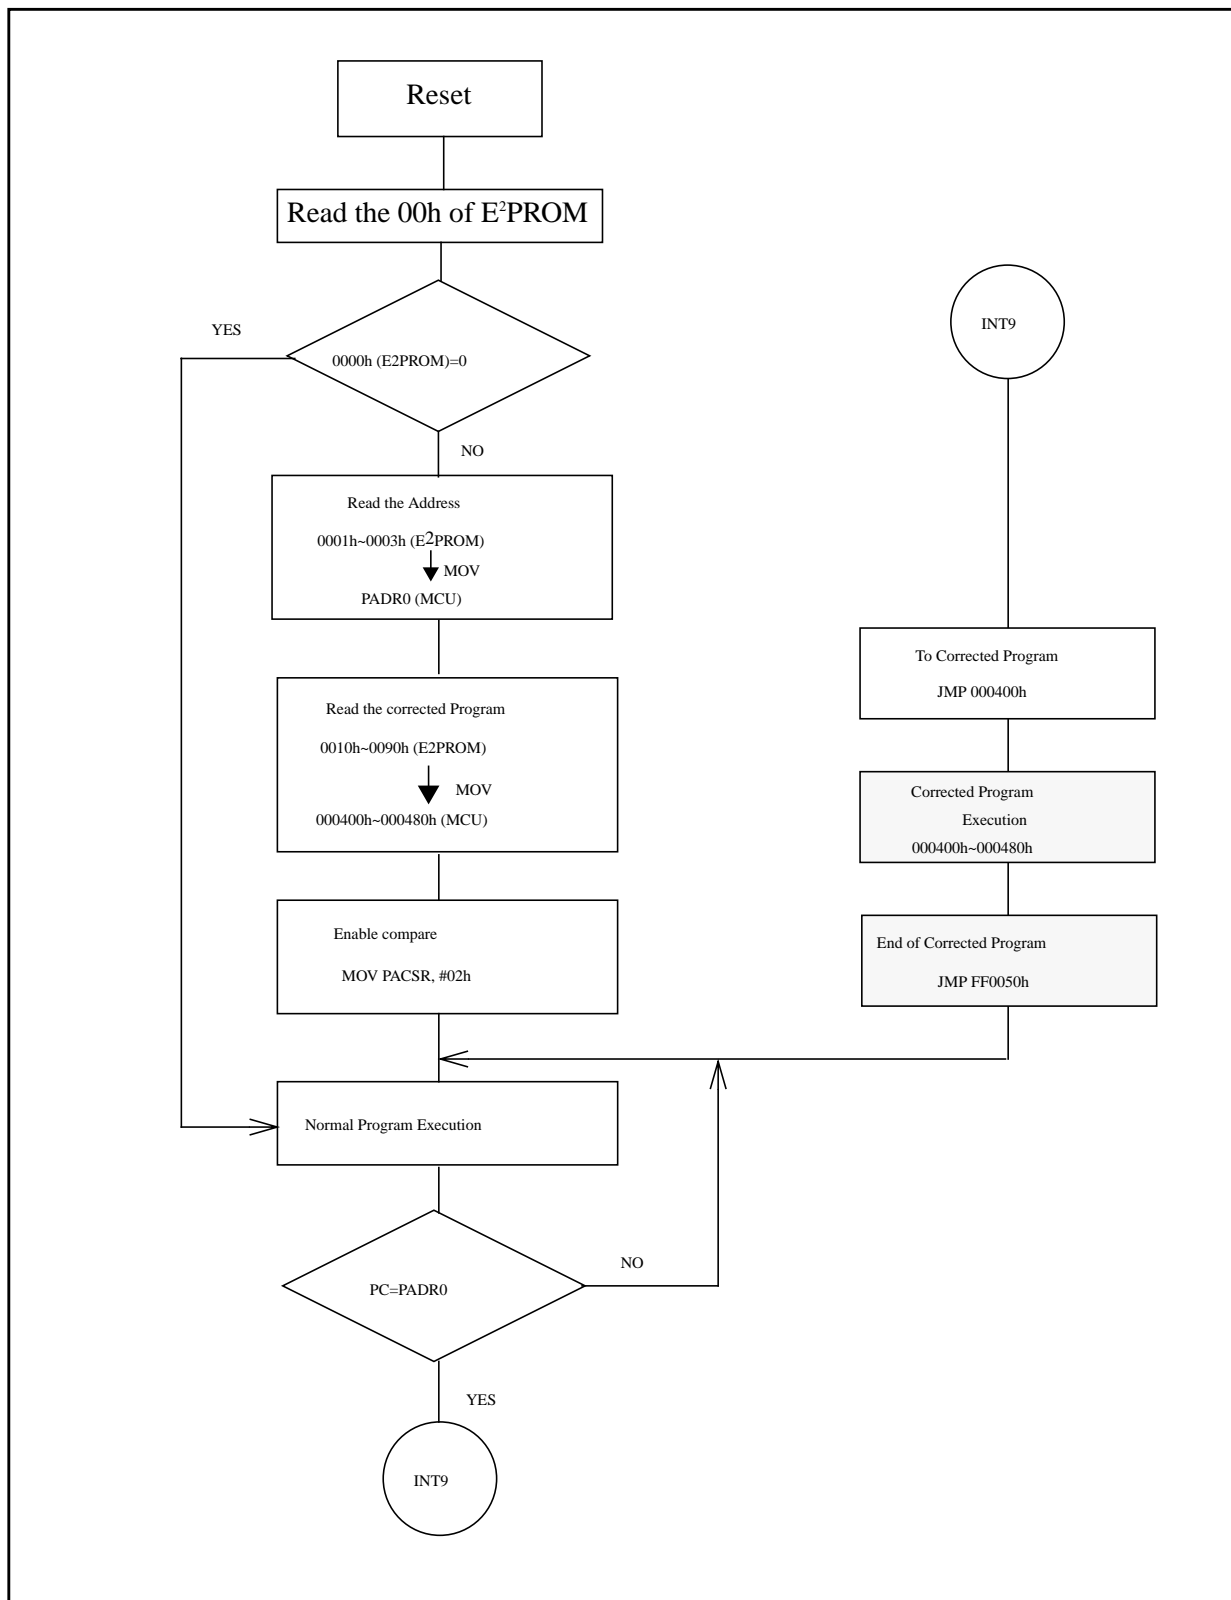 Reset
Read the 00h of E²PROM
YES
0000h (E2PROM)=0
NO
Read the Address
0001h~0003h (E2PROM)
MOV
PADR0 (MCU)
Read the corrected Program
0010h~0090h (E2PROM)
MOV
000400h~000480h (MCU)
Enable compare
MOV PACSR, #02h
Normal Program Execution
PC=PADR0
NO
YES
INT9
INT9
To Corrected Program
JMP 000400h
Corrected Program
Execution
000400h~000480h
End of Corrected Program
JMP FF0050h